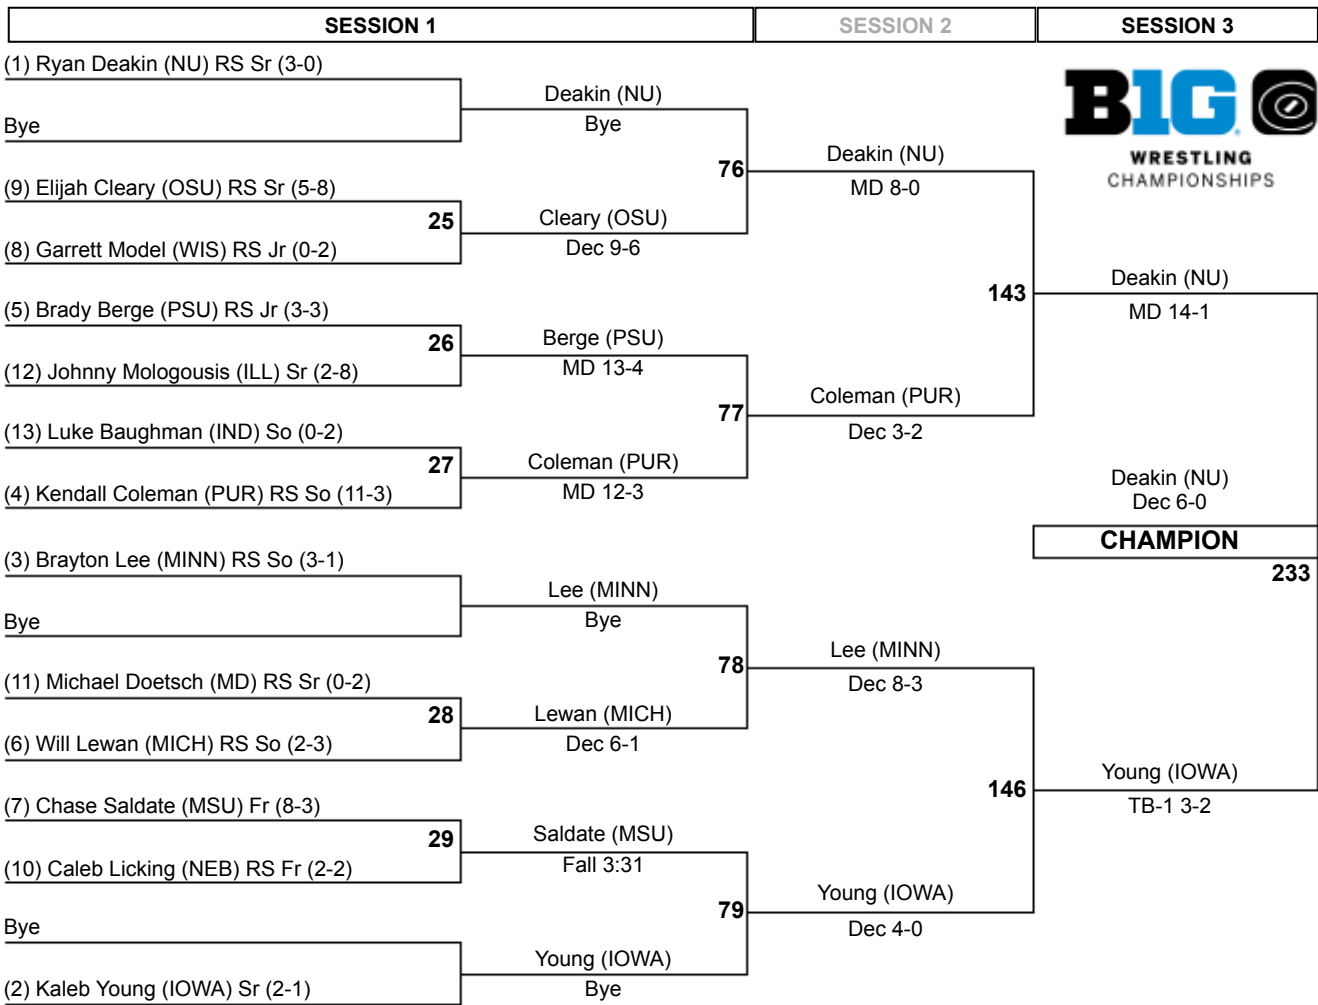 SESSION 1
SESSION 2
SESSION 3
(1) Ryan Deakin (NU) RS Sr (3-0)
Bye
(9) Elijah Cleary (OSU) RS Sr (5-8)
25
(8) Garrett Model (WIS) RS Jr (0-2)
(5) Brady Berge (PSU) RS Jr (3-3)
26
(12) Johnny Mologousis (ILL) Sr (2-8)
(13) Luke Baughman (IND) So (0-2)
27
(4) Kendall Coleman (PUR) RS So (11-3)
(3) Brayton Lee (MINN) RS So (3-1)
Bye
(11) Michael Doetsch (MD) RS Sr (0-2)
28
(6) Will Lewan (MICH) RS So (2-3)
(7) Chase Saldate (MSU) Fr (8-3)
29
(10) Caleb Licking (NEB) RS Fr (2-2)
Bye
(2) Kaleb Young (IOWA) Sr (2-1)
Deakin (NU)
Bye
76
Cleary (OSU)
Dec 9-6
Berge (PSU)
MD 13-4
77
Coleman (PUR)
MD 12-3
Lee (MINN)
Bye
78
Lewan (MICH)
Dec 6-1
Saldate (MSU)
Fall 3:31
79
Young (IOWA)
Bye
Deakin (NU)
MD 8-0
143
Coleman (PUR)
Dec 3-2
Lee (MINN)
Dec 8-3
146
Young (IOWA)
Dec 4-0
B1G
WRESTLING
CHAMPIONSHIPS
Deakin (NU)
MD 14-1
Deakin (NU)
Dec 6-0
CHAMPION
233
Young (IOWA)
TB-1 3-2